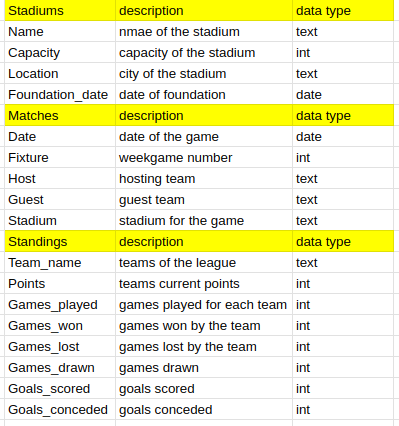 Stadiums description data type
Name nmae of the stadium text
Capacity capacity of the stadium int
Location city of the stadium text
Foundation_date date of foundation date
Matches description data type
Date date of the game date
Fixture weekgame number int
Host hosting team text
Guest guest team text
Stadium stadium for the game text
Standings description data type
Team_name teams of the league text
Points teams current points int
Games_played games played for each team int
Games_won games won by the team int
Games_lost games lost by the team int
Games_drawn games drawn int
Goals_scored goals scored int
Goals_conceded goals conceded int